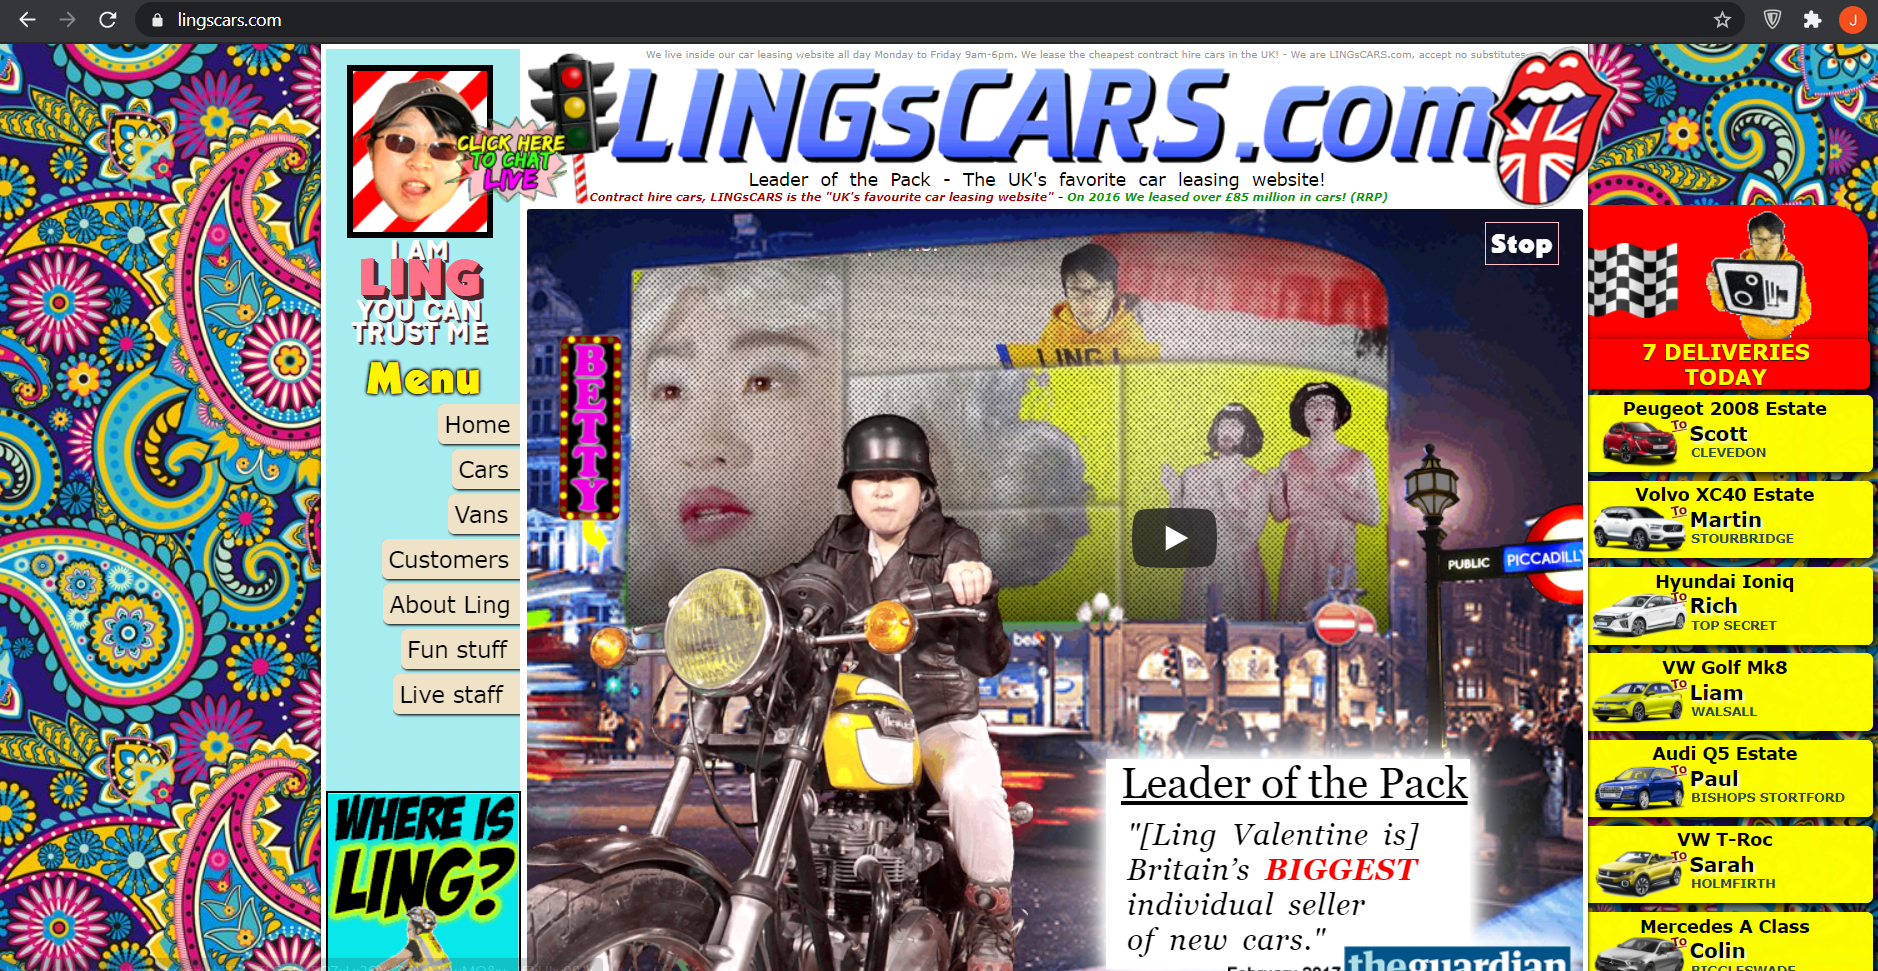 lingscars.com
J
We live inside our car leasing website all day Monday to Friday 9am-6pm. We lease the cheapest contract hire cars in the UK! - We are LINGsCARS.com, accept no substitutes
LINGsCARS.com
Leader of the Pack - The UK's favorite car leasing website!
Contract hire cars, LINGsCARS is the "UK's favourite car leasing website" - On 2016 We leased over £85 million in cars! (RRP)
CLICK HERE
TO CHAT
LIVE
I AM
LING
YOU CAN
TRUST ME
Menu
Home
Cars
Vans
Customers
About Ling
Fun stuff
Live staff
WHERE IS
LING?
Stop
BETTY
PUBLIC
PICCADILLY
Leader of the Pack
"[Ling Valentine is]
Britain's BIGGEST
individual seller
of new cars."
February 2017
theguardian
7 DELIVERIES
TODAY
Peugeot 2008 Estate
To
Scott
CLEVEDON
Volvo XC40 Estate
To
Martin
STOURBRIDGE
Hyundai Ioniq
To
Rich
TOP SECRET
VW Golf Mk8
To
Liam
WALSALL
Audi Q5 Estate
To
Paul
BISHOPS STORTFORD
VW T-Roc
To
Sarah
HOLMFIRTH
Mercedes A Class
To
Colin
BIGGLESWADE